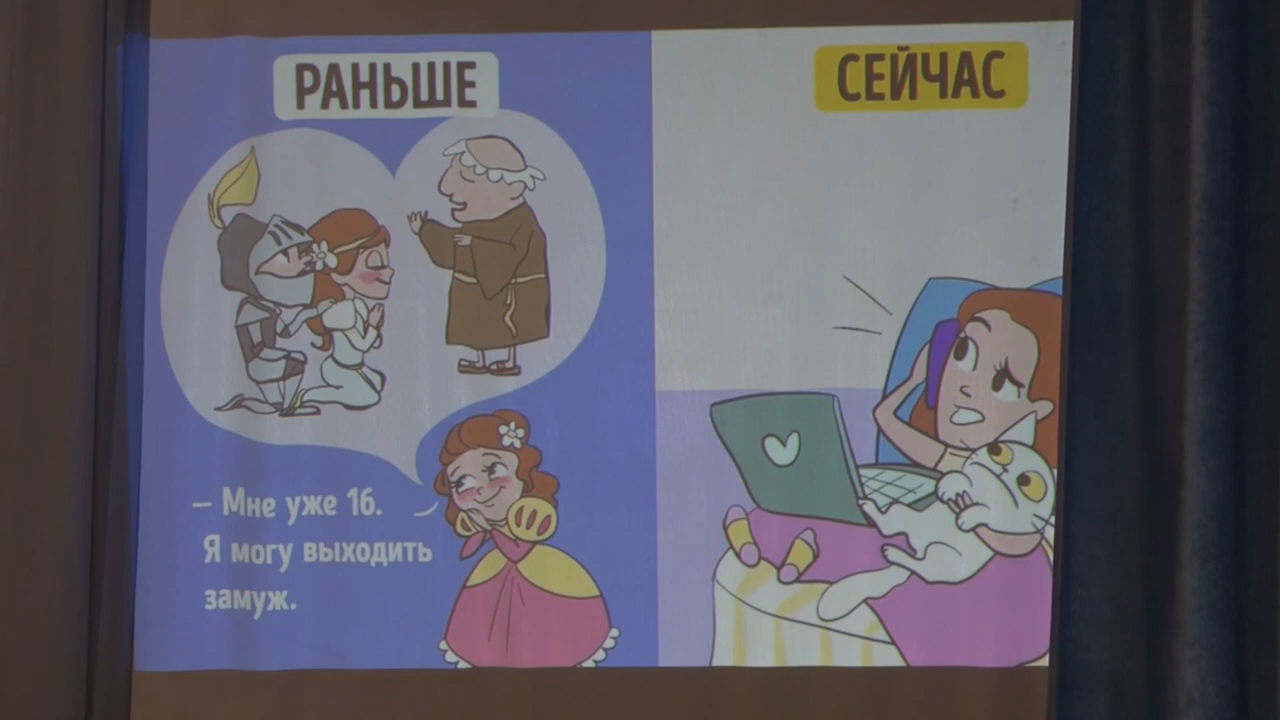 РАНЬШЕ
СЕЙЧАС
– Мне уже 16.
Я могу выходить
замуж.